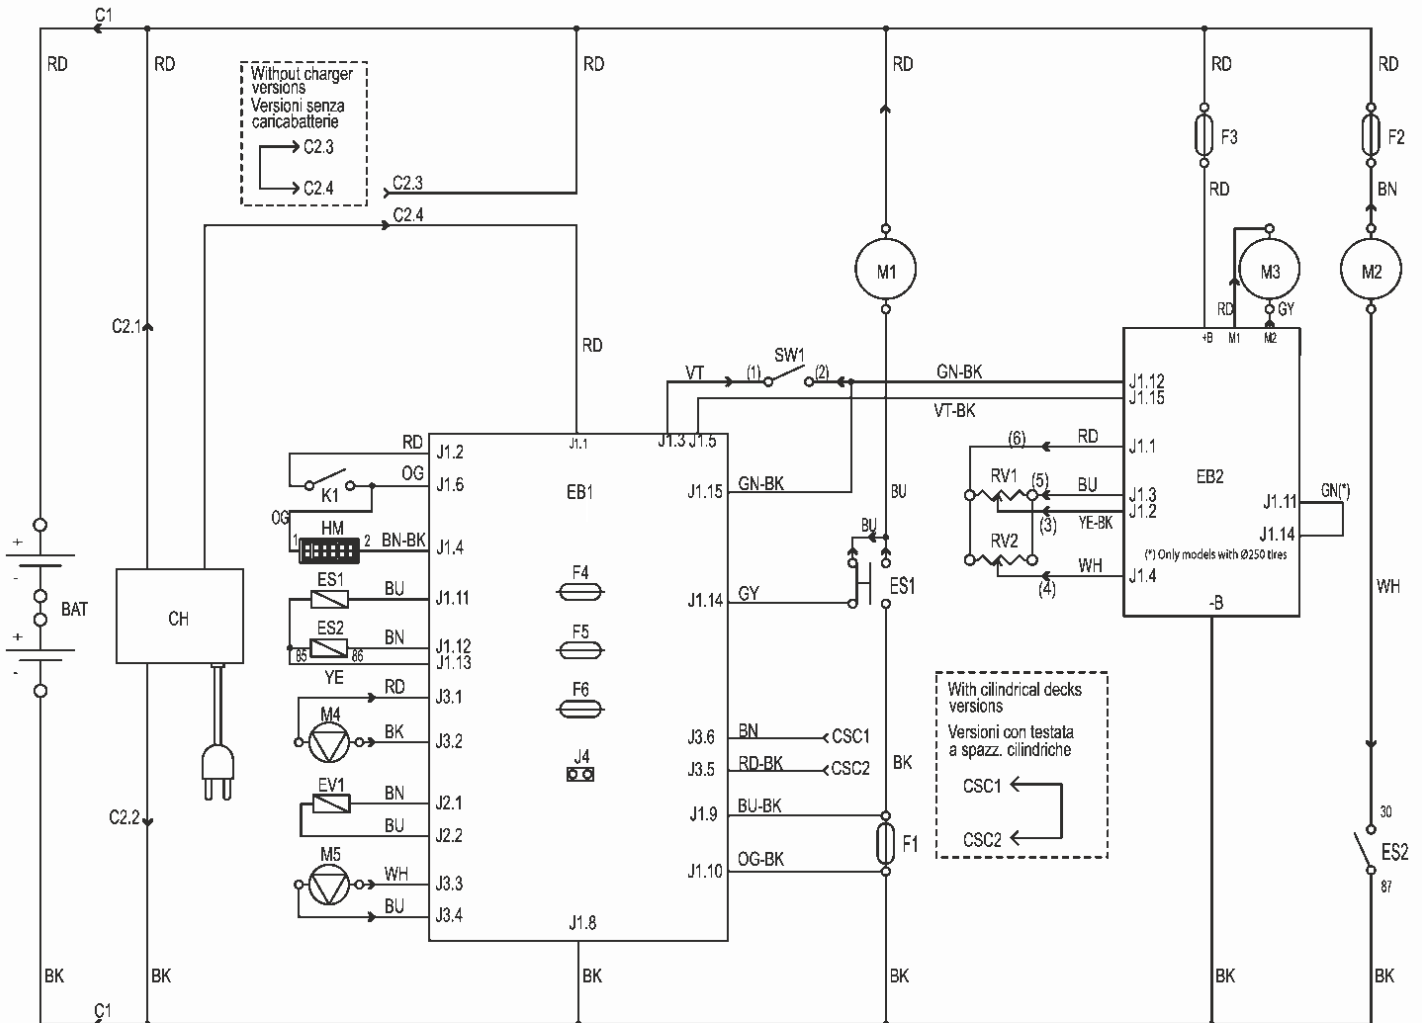 C1
RD
RD
RD
RD
RD
RD
Without charger
versions
Versioni senza
caricabatterie
C2.3
C2.4
C2.3
C2.4
F3
F2
RD
BN
M1
M3
M2
RD
GY
+B
M1
M2
C2.1
RD
SW1
VT
(1)
(2)
GN-BK
J1.12
J1.15
VT-BK
RD
J1.2
J1.1
J1.3
J1.5
(6)
RD
J1.1
OG
J1.6
K1
EB1
J1.15
GN-BK
BU
RV1
(5)
BU
J1.3
EB2
J1.11
GN(*)
J1.2
(3)
YE-BK
OG
HM
1
2
BN-BK
J1.4
BU
RV2
J1.14
(*) Only models with Ø250 tires
WH
J1.4
(4)
+
-
BAT
+
-
CH
ES1
BU
J1.11
F4
J1.14
GY
ES1
-B
WH
ES2
BN
J1.12
85
86
J1.13
YE
F5
RD
J3.1
F6
M4
BK
J3.2
J3.6
BN
CSC1
J3.5
RD-BK
CSC2
BK
With cilindrical decks
versions
Versioni con testata
a spazz. cilindriche
CSC1
CSC2
J4
EV1
BN
J2.1
BU
J2.2
J1.9
BU-BK
F1
C2.2
30
ES2
87
M5
WH
J3.3
J1.10
OG-BK
BU
J3.4
J1.8
BK
BK
BK
BK
BK
BK
C1